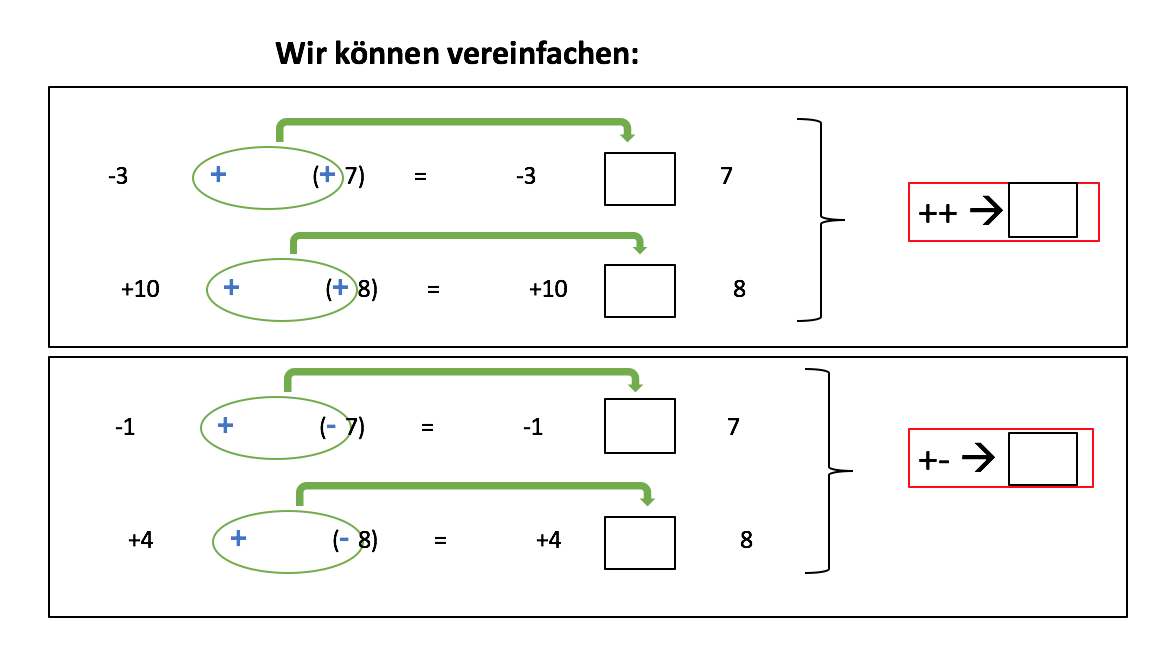 Wir können vereinfachen:
-3 + (+ 7) = -3 7
++ →
+10 + (+ 8) = +10 8
-1 + (- 7) = -1 7
+- →
+4 + (- 8) = +4 8